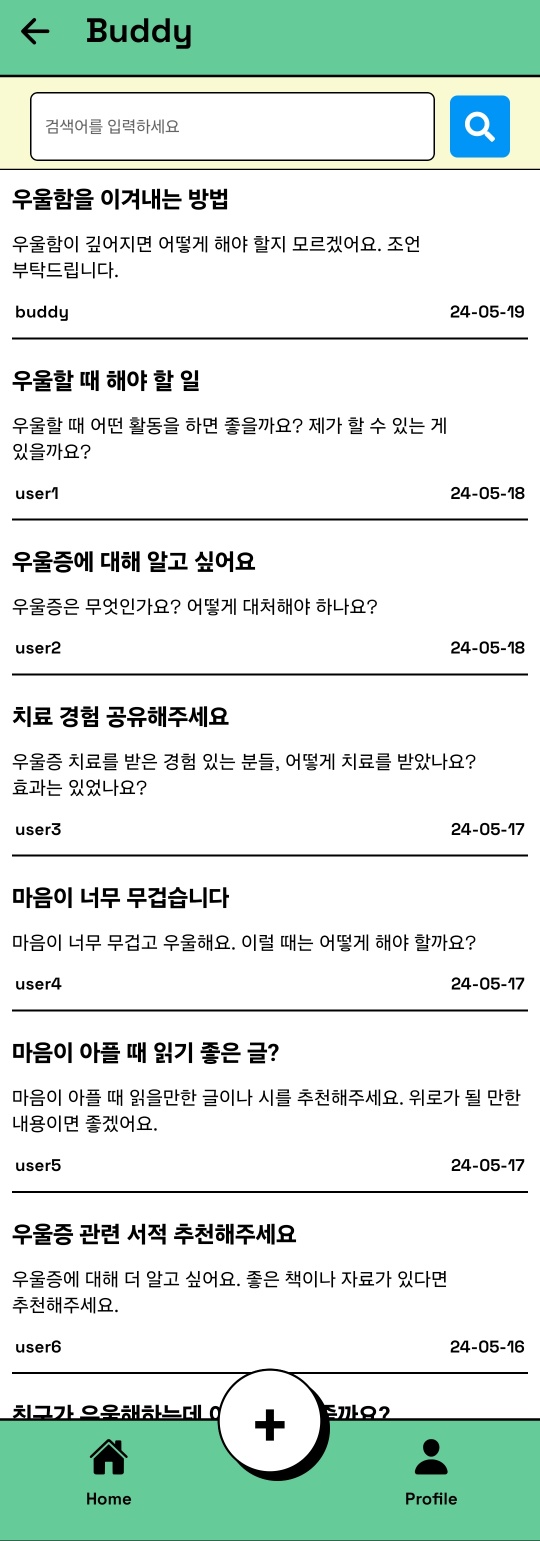 Buddy
검색어를 입력하세요
우울함을 이겨내는 방법
우울함이 깊어지면 어떻게 해야 할지 모르겠어요. 조언
부탁드립니다.
buddy 24-05-19
우울할 때 해야 할 일
우울할 때 어떤 활동을 하면 좋을까요? 제가 할 수 있는 게
있을까요?
user1 24-05-18
우울증에 대해 알고 싶어요
우울증은 무엇인가요? 어떻게 대처해야 하나요?
user2 24-05-18
치료 경험 공유해주세요
우울증 치료를 받은 경험 있는 분들, 어떻게 치료를 받았나요?
효과는 있었나요?
user3 24-05-17
마음이 너무 무겁습니다
마음이 너무 무겁고 우울해요. 이럴 때는 어떻게 해야 할까요?
user4 24-05-17
마음이 아플 때 읽기 좋은 글?
마음이 아플 때 읽을만한 글이나 시를 추천해주세요. 위로가 될 만한
내용이면 좋겠어요.
user5 24-05-17
우울증 관련 서적 추천해주세요
우울증에 대해 더 알고 싶어요. 좋은 책이나 자료가 있다면
추천해주세요.
user6 24-05-16
친구가 우울해하는데
Home Profile